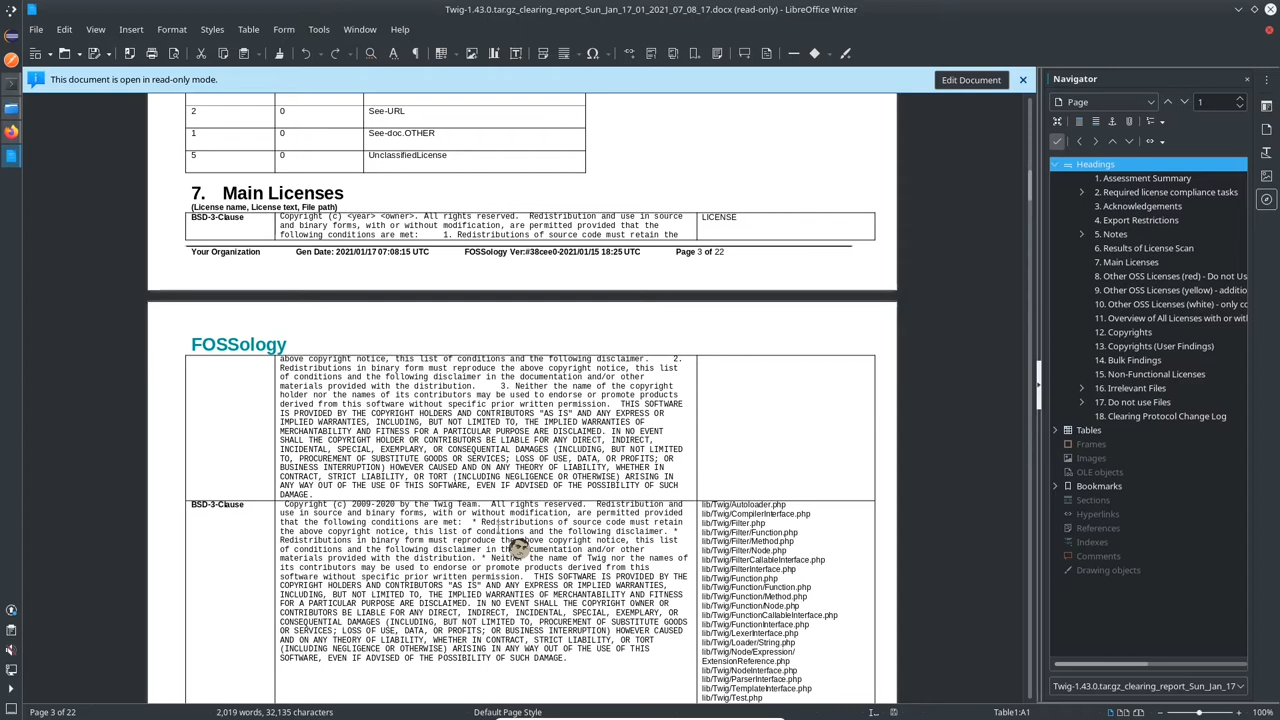 Twig-1.43.0.tar.gz_clearing_report_Sun_Jan_17_01_2021_07_08_17.docx (read-only) - LibreOffice Writer
File Edit View Insert Format Styles Table Form Tools Window Help
This document is open in read-only mode.
Edit Document
2 0 See-URL
1 0 See-doc.OTHER
5 0 UnclassifiedLicense
7. Main Licenses
(License name, License text, File path)
BSD-3-Clause
Copyright (c) <year> <owner>. All rights reserved. Redistribution and use in source
and binary forms, with or without modification, are permitted provided that the
following conditions are met: 1. Redistributions of source code must retain the
LICENSE
Your Organization Gen Date: 2021/01/17 07:08:15 UTC FOSSology Ver:#38cee0-2021/01/15 18:25 UTC Page 3 of 22
FOSSology
above copyright notice, this list of conditions and the following disclaimer. 2.
Redistributions in binary form must reproduce the above copyright notice, this list
of conditions and the following disclaimer in the documentation and/or other
materials provided with the distribution. 3. Neither the name of the copyright
holder nor the names of its contributors may be used to endorse or promote products
derived from this software without specific prior written permission. THIS SOFTWARE
IS PROVIDED BY THE COPYRIGHT HOLDERS AND CONTRIBUTORS "AS IS" AND ANY EXPRESS OR
IMPLIED WARRANTIES, INCLUDING, BUT NOT LIMITED TO, THE IMPLIED WARRANTIES OF
MERCHANTABILITY AND FITNESS FOR A PARTICULAR PURPOSE ARE DISCLAIMED. IN NO EVENT
SHALL THE COPYRIGHT HOLDER OR CONTRIBUTORS BE LIABLE FOR ANY DIRECT, INDIRECT,
INCIDENTAL, SPECIAL, EXEMPLARY, OR CONSEQUENTIAL DAMAGES (INCLUDING, BUT NOT LIMITED
TO, PROCUREMENT OF SUBSTITUTE GOODS OR SERVICES; LOSS OF USE, DATA, OR PROFITS; OR
BUSINESS INTERRUPTION) HOWEVER CAUSED AND ON ANY THEORY OF LIABILITY, WHETHER IN
CONTRACT, STRICT LIABILITY, OR TORT (INCLUDING NEGLIGENCE OR OTHERWISE) ARISING IN
ANY WAY OUT OF THE USE OF THIS SOFTWARE, EVEN IF ADVISED OF THE POSSIBILITY OF SUCH
DAMAGE.
BSD-3-Clause
Copyright (c) 2009-2020 by the Twig Team. All rights reserved. Redistribution and
use in source and binary forms, with or without modification, are permitted provided
that the following conditions are met: * Redistributions of source code must retain
the above copyright notice, this list of conditions and the following disclaimer. *
Redistributions in binary form must reproduce the above copyright notice, this list
of conditions and the following disclaimer in the documentation and/or other
materials provided with the distribution. * Neither the name of Twig nor the names of
its contributors may be used to endorse or promote products derived from this
software without specific prior written permission. THIS SOFTWARE IS PROVIDED BY THE
COPYRIGHT HOLDERS AND CONTRIBUTORS "AS IS" AND ANY EXPRESS OR IMPLIED WARRANTIES,
INCLUDING, BUT NOT LIMITED TO, THE IMPLIED WARRANTIES OF MERCHANTABILITY AND FITNESS
FOR A PARTICULAR PURPOSE ARE DISCLAIMED. IN NO EVENT SHALL THE COPYRIGHT OWNER OR
CONTRIBUTORS BE LIABLE FOR ANY DIRECT, INDIRECT, INCIDENTAL, SPECIAL, EXEMPLARY, OR
CONSEQUENTIAL DAMAGES (INCLUDING, BUT NOT LIMITED TO, PROCUREMENT OF SUBSTITUTE GOODS
OR SERVICES; LOSS OF USE, DATA, OR PROFITS; OR BUSINESS INTERRUPTION) HOWEVER CAUSED
AND ON ANY THEORY OF LIABILITY, WHETHER IN CONTRACT, STRICT LIABILITY, OR TORT
(INCLUDING NEGLIGENCE OR OTHERWISE) ARISING IN ANY WAY OUT OF THE USE OF THIS
SOFTWARE, EVEN IF ADVISED OF THE POSSIBILITY OF SUCH DAMAGE.
lib/Twig/Autoloader.php
lib/Twig/CompilerInterface.php
lib/Twig/Filter.php
lib/Twig/Filter/Function.php
lib/Twig/Filter/Method.php
lib/Twig/Filter/Node.php
lib/Twig/FilterCallableInterface.php
lib/Twig/FilterInterface.php
lib/Twig/Function.php
lib/Twig/Function/Function.php
lib/Twig/Function/Method.php
lib/Twig/Function/Node.php
lib/Twig/FunctionCallableInterface.php
lib/Twig/FunctionInterface.php
lib/Twig/LexerInterface.php
lib/Twig/Loader/String.php
lib/Twig/Node/Expression/
ExtensionReference.php
lib/Twig/NodeInterface.php
lib/Twig/ParserInterface.php
lib/Twig/TemplateInterface.php
lib/Twig/Test.php
Navigator
Page 1
Headings
1. Assessment Summary
2. Required license compliance tasks
3. Acknowledgements
4. Export Restrictions
5. Notes
6. Results of License Scan
7. Main Licenses
8. Other OSS Licenses (red) - Do not Us
9. Other OSS Licenses (yellow) - additio
10. Other OSS Licenses (white) - only cc
11. Overview of All Licenses with or witl
12. Copyrights
13. Copyrights (User Findings)
14. Bulk Findings
15. Non-Functional Licenses
16. Irrelevant Files
17. Do not use Files
18. Clearing Protocol Change Log
Tables
Frames
Images
OLE objects
Bookmarks
Sections
Hyperlinks
References
Indexes
Comments
Drawing objects
Twig-1.43.0.tar.gz_clearing_report_Sun_Jan_17
Page 3 of 22 2,019 words, 32,135 characters Default Page Style Table1:A1 100%